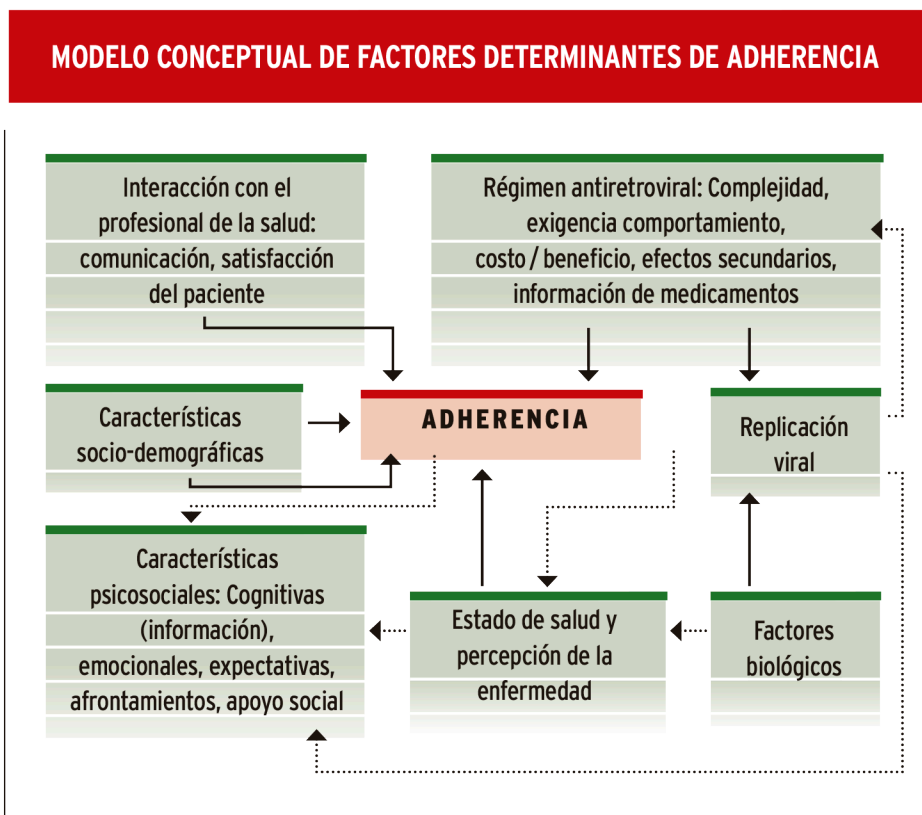 MODELO CONCEPTUAL DE FACTORES DETERMINANTES DE ADHERENCIA
Interacción con el
profesional de la salud:
comunicación, satisfacción
del paciente
Régimen antiretroviral: Complejidad,
exigencia comportamiento,
costo / beneficio, efectos secundarios,
información de medicamentos
Características
socio-demográficas
ADHERENCIA
Replicación
viral
Características
psicosociales: Cognitivas
(información),
emocionales, expectativas,
afrontamientos, apoyo social
Estado de salud y
percepción de la
enfermedad
Factores
biológicos